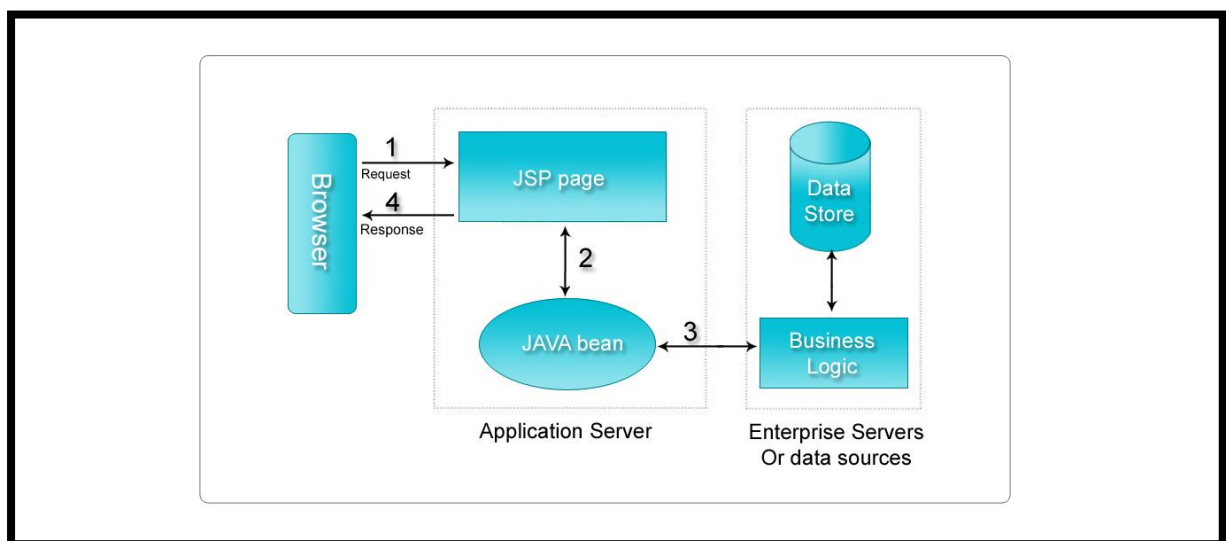 Browser
1
Request
4
Response
JSP page
2
JAVA bean
3
Data
Store
Business
Logic
Application Server
Enterprise Servers
Or data sources